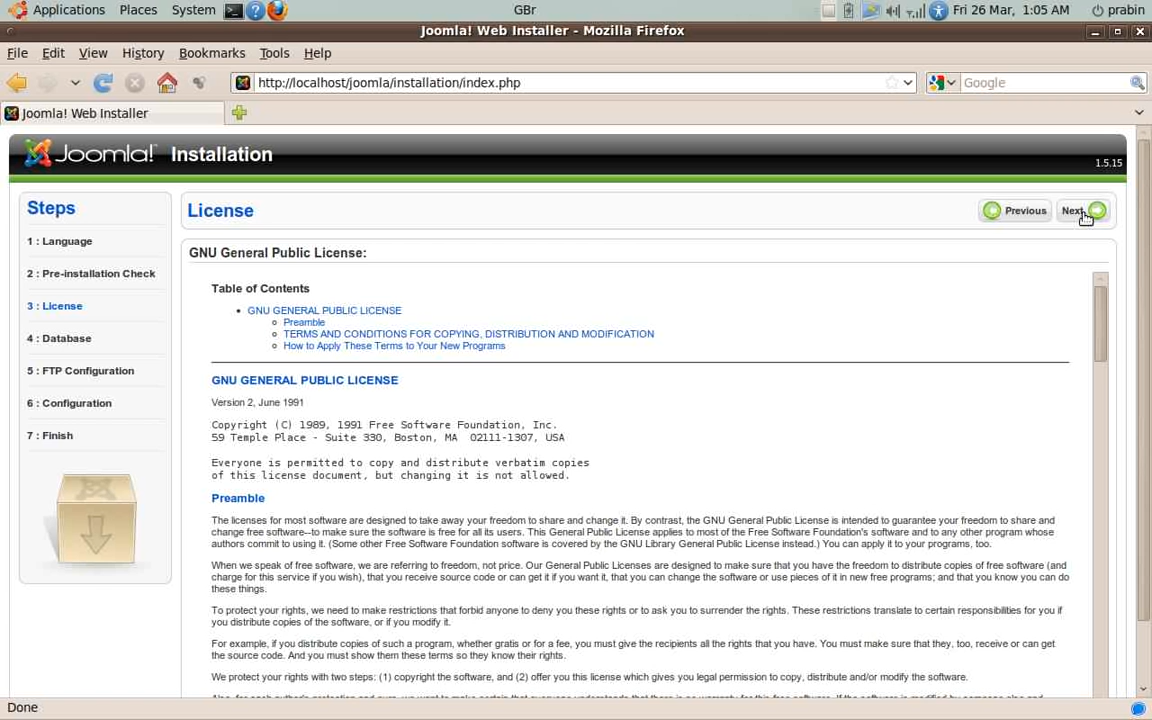 Applications Places System GBr Fri 26 Mar, 1:05 AM prabin
Joomla! Web Installer - Mozilla Firefox
File Edit View History Bookmarks Tools Help
http://localhost/joomla/installation/index.php Google
Joomla! Web Installer
Joomla! Installation
1.5.15
Steps
1 : Language
2 : Pre-installation Check
3 : License
4 : Database
5 : FTP Configuration
6 : Configuration
7 : Finish
License Previous Next
GNU General Public License:
Table of Contents
GNU GENERAL PUBLIC LICENSE
Preamble
TERMS AND CONDITIONS FOR COPYING, DISTRIBUTION AND MODIFICATION
How to Apply These Terms to Your New Programs
GNU GENERAL PUBLIC LICENSE
Version 2, June 1991
Copyright (C) 1989, 1991 Free Software Foundation, Inc.
59 Temple Place - Suite 330, Boston, MA 02111-1307, USA
Everyone is permitted to copy and distribute verbatim copies
of this license document, but changing it is not allowed.
Preamble
The licenses for most software are designed to take away your freedom to share and change it. By contrast, the GNU General Public License is intended to guarantee your freedom to share and
change free software--to make sure the software is free for all its users. This General Public License applies to most of the Free Software Foundation's software and to any other program whose
authors commit to using it. (Some other Free Software Foundation software is covered by the GNU Library General Public License instead.) You can apply it to your programs, too.
When we speak of free software, we are referring to freedom, not price. Our General Public Licenses are designed to make sure that you have the freedom to distribute copies of free software (and
charge for this service if you wish), that you receive source code or can get it if you want it, that you can change the software or use pieces of it in new free programs; and that you know you can do
these things.
To protect your rights, we need to make restrictions that forbid anyone to deny you these rights or to ask you to surrender the rights. These restrictions translate to certain responsibilities for you if
you distribute copies of the software, or if you modify it.
For example, if you distribute copies of such a program, whether gratis or for a fee, you must give the recipients all the rights that you have. You must make sure that they, too, receive or can get
the source code. And you must show them these terms so they know their rights.
We protect your rights with two steps: (1) copyright the software, and (2) offer you this license which gives you legal permission to copy, distribute and/or modify the software.
Done